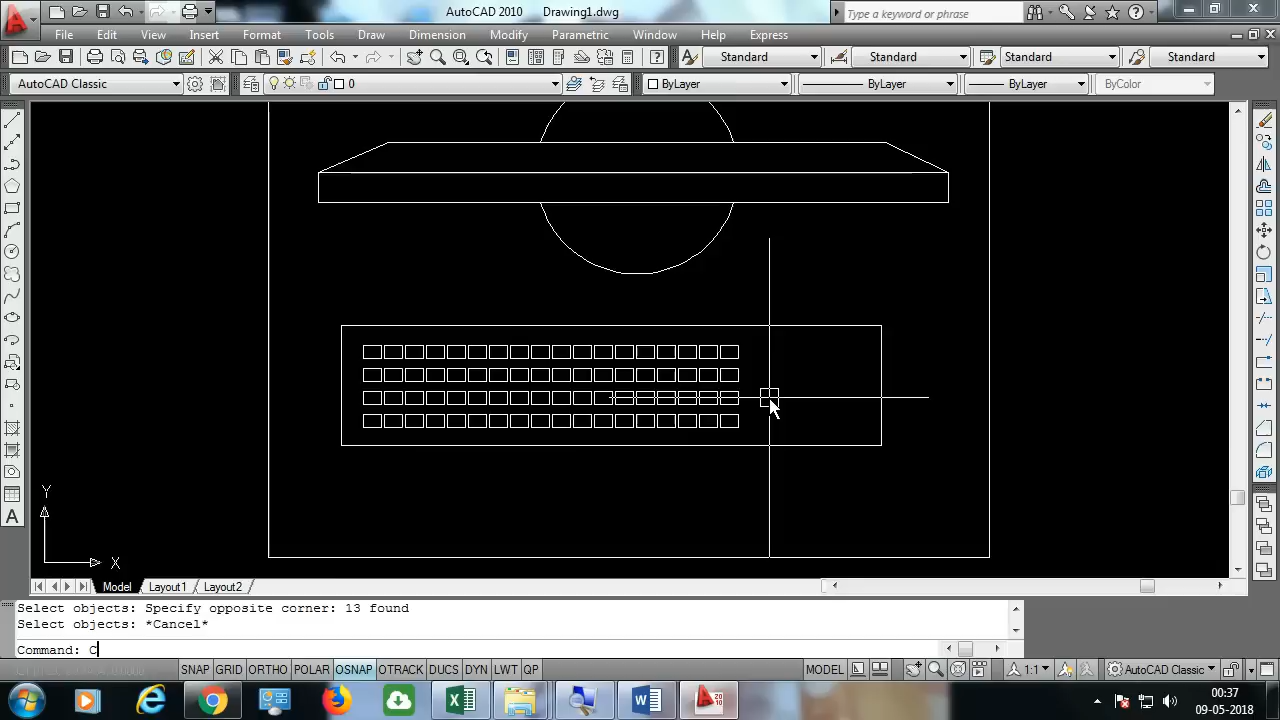 AutoCAD 2010 Drawing1.dwg
Type a keyword or phrase
File Edit View Insert Format Tools Draw Dimension Modify Parametric Window Help Express
Standard Standard Standard Standard
AutoCAD Classic 0 ByLayer ByLayer ByLayer ByColor
A
Y
X
Model Layout1 Layout2
Select objects: Specify opposite corner: 13 found
Select objects: *Cancel*
Command: C
SNAP GRID ORTHO POLAR OSNAP OTRACK DUCS DYN LWT QP MODEL 1:1 AutoCAD Classic
00:37
09-05-2018